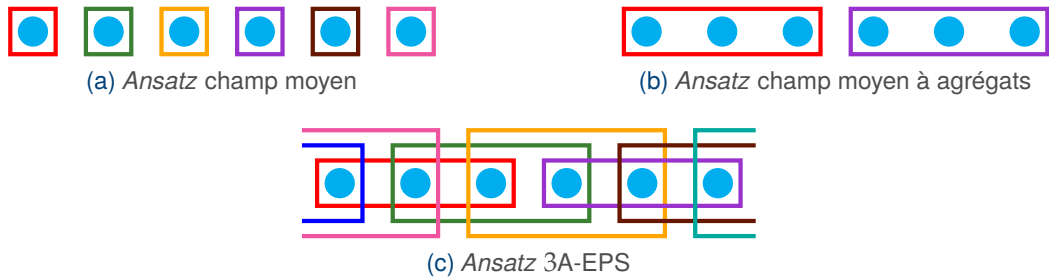 (a) Ansatz champ moyen
(b) Ansatz champ moyen à agrégats
(c) Ansatz 3A-EPS